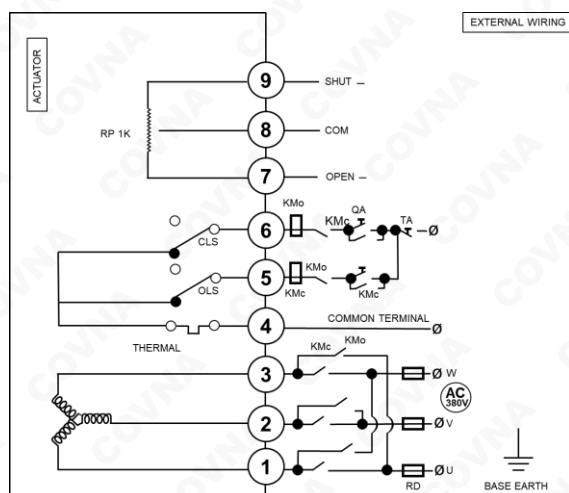 EXTERNAL WIRING
ACTUATOR
9 SHUT –
RP 1K
8 COM
7 OPEN –
KMo KMc QA TA
6 Ø
CLS
5 KMc KMo KMc
OLS
4 COMMON TERMINAL Ø
THERMAL
KMc KMo
3 Ø W
AC
380V
2 Ø V
1 Ø U
RD
BASE EARTH
COVNA